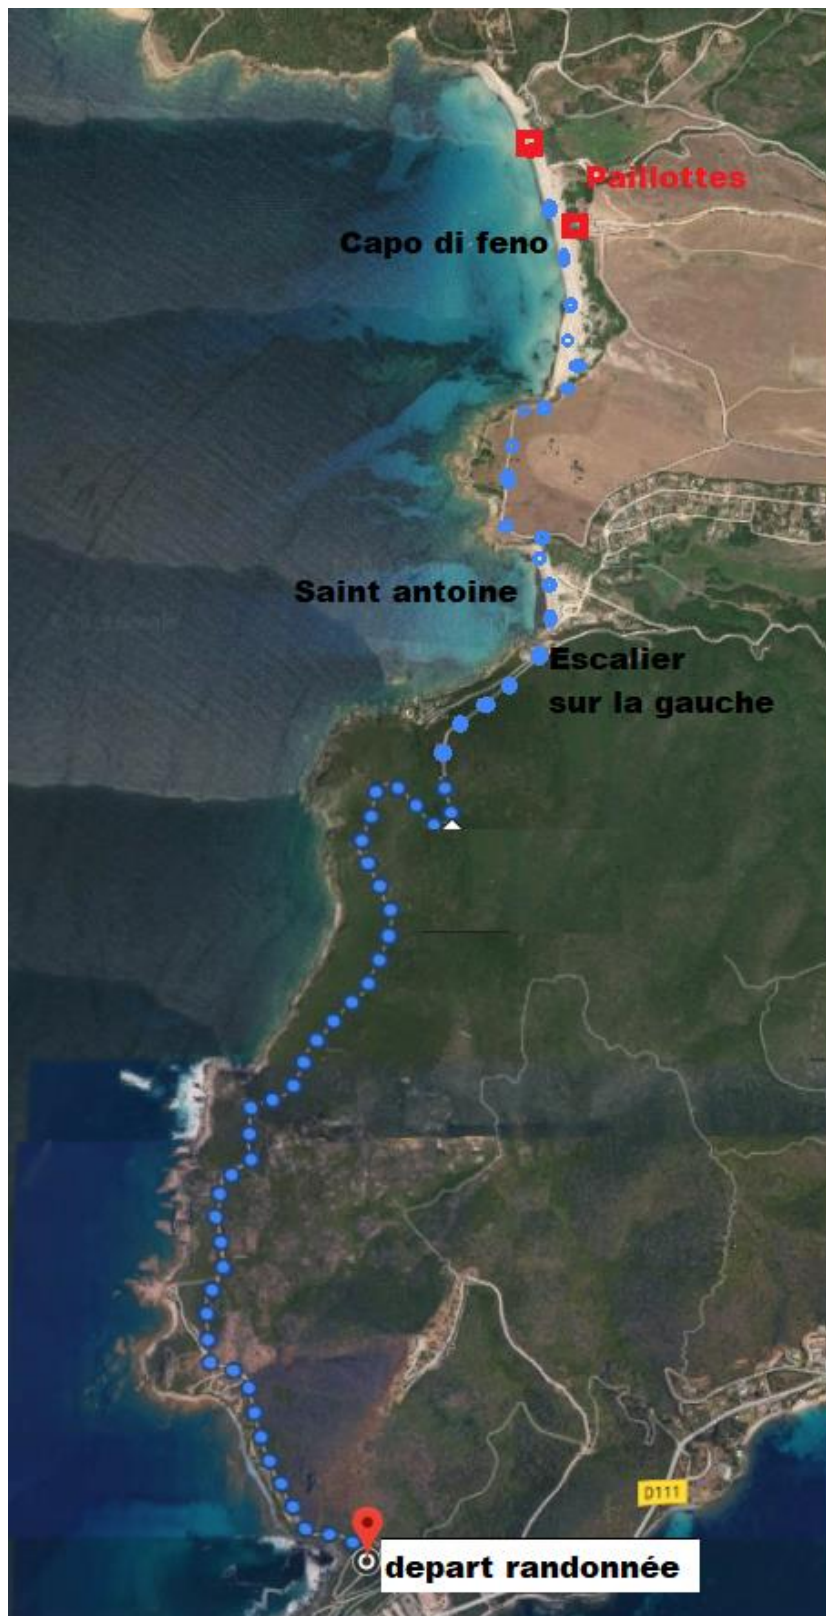 Paillottes
Capo di feno
Saint antoine
Escalier
sur la gauche
D111
depart randonnée